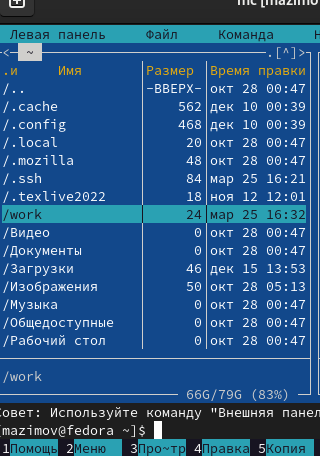 mc [mazimo
Левая панель Файл Команда
<─ ~ .[^]>
.и Имя Размер Время правки
/.. -ВВЕРХ- окт 28 00:47
/.cache 562 дек 10 00:39
/.config 468 дек 10 00:39
/.local 20 окт 28 00:47
/.mozilla 48 окт 28 00:47
/.ssh 84 мар 25 16:21
/.texlive2022 18 ноя 12 12:01
/work 24 мар 25 16:32
/Видео 0 окт 28 00:47
/Документы 0 окт 28 00:47
/Загрузки 46 дек 15 13:53
/Изображения 50 окт 28 05:13
/Музыка 0 окт 28 00:47
/Общедоступные 0 окт 28 00:47
/Рабочий стол 0 окт 28 00:47
/work
66G/79G (83%)
Совет: Используйте команду "Внешняя панел
[mazimov@fedora ~]$
1Помощь 2Меню 3Про~тр 4Правка 5Копия